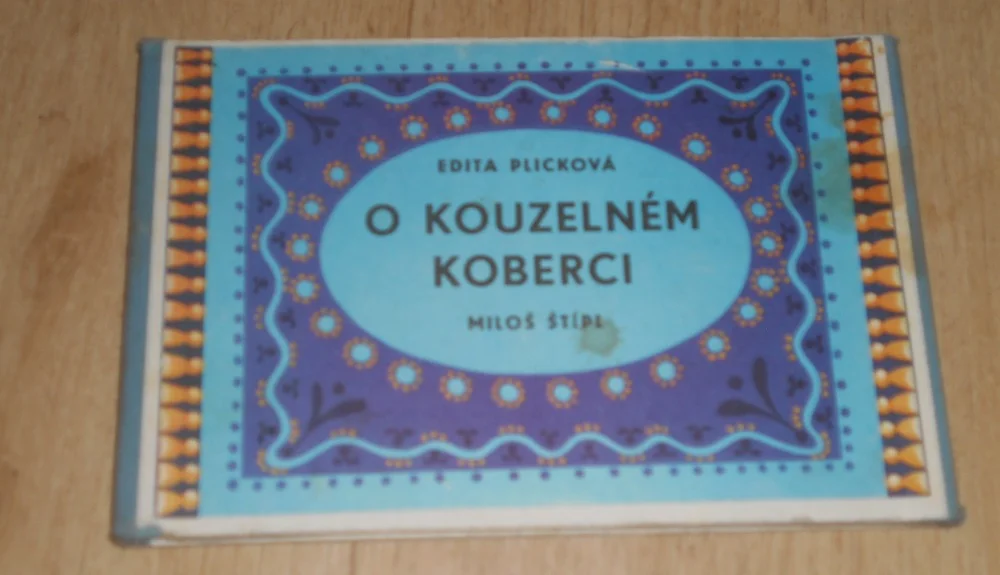 EDITA PLICKOVÁ
O KOUZELNÉM
KOBERCI
MILOŠ ŠTÍPL